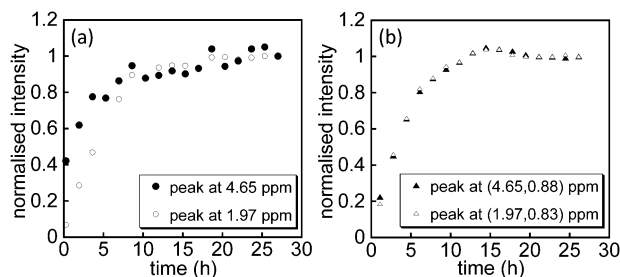 (a)
normalised intensity
1.2
1
0.8
0.6
0.4
0.2
0
0 5 10 15 20 25 30
time (h)
peak at 4.65 ppm
peak at 1.97 ppm
(b)
normalised intensity
1.2
1
0.8
0.6
0.4
0.2
0
0 5 10 15 20 25 30
time (h)
peak at (4.65,0.88) ppm
peak at (1.97,0.83) ppm